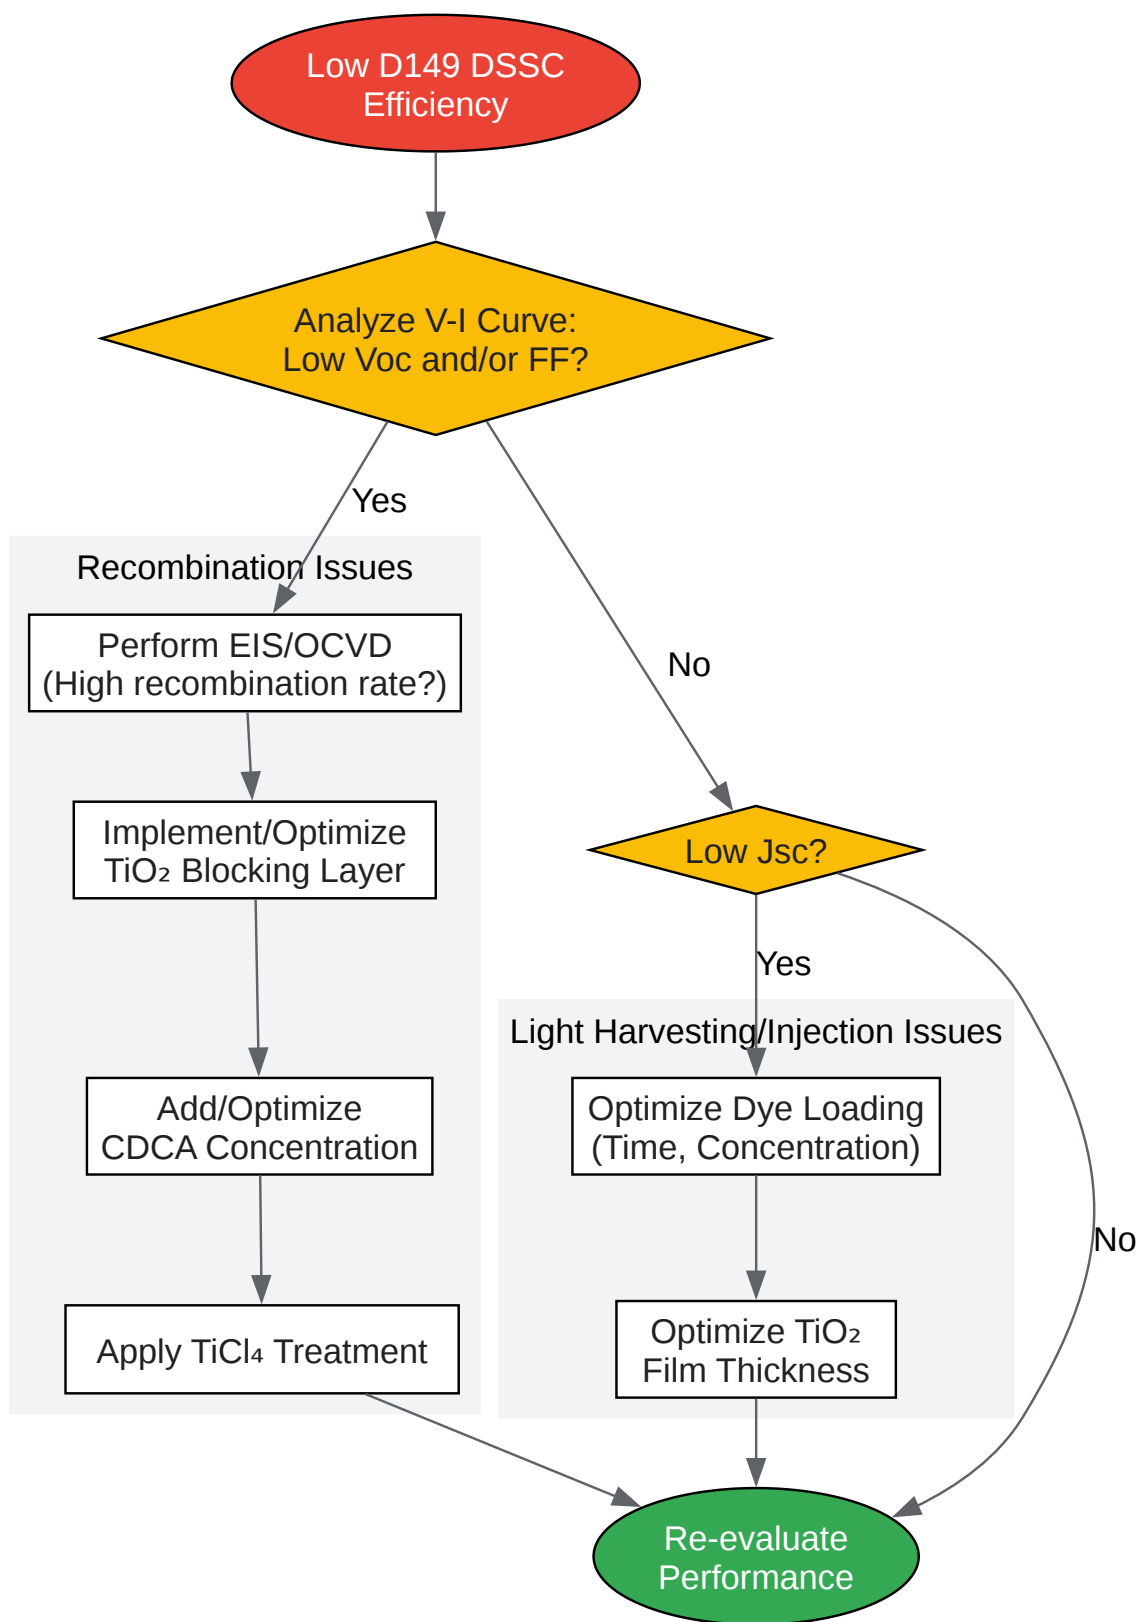 Low D149 DSSC
Efficiency
Analyze V-I Curve:
Low Voc and/or FF?
Yes
No
Recombination Issues
Perform EIS/OCVD
(High recombination rate?)
Implement/Optimize
TiO₂ Blocking Layer
Add/Optimize
CDCA Concentration
Apply TiCl₄ Treatment
Low Jsc?
Yes
No
Light Harvesting/Injection Issues
Optimize Dye Loading
(Time, Concentration)
Optimize TiO₂
Film Thickness
Re-evaluate
Performance